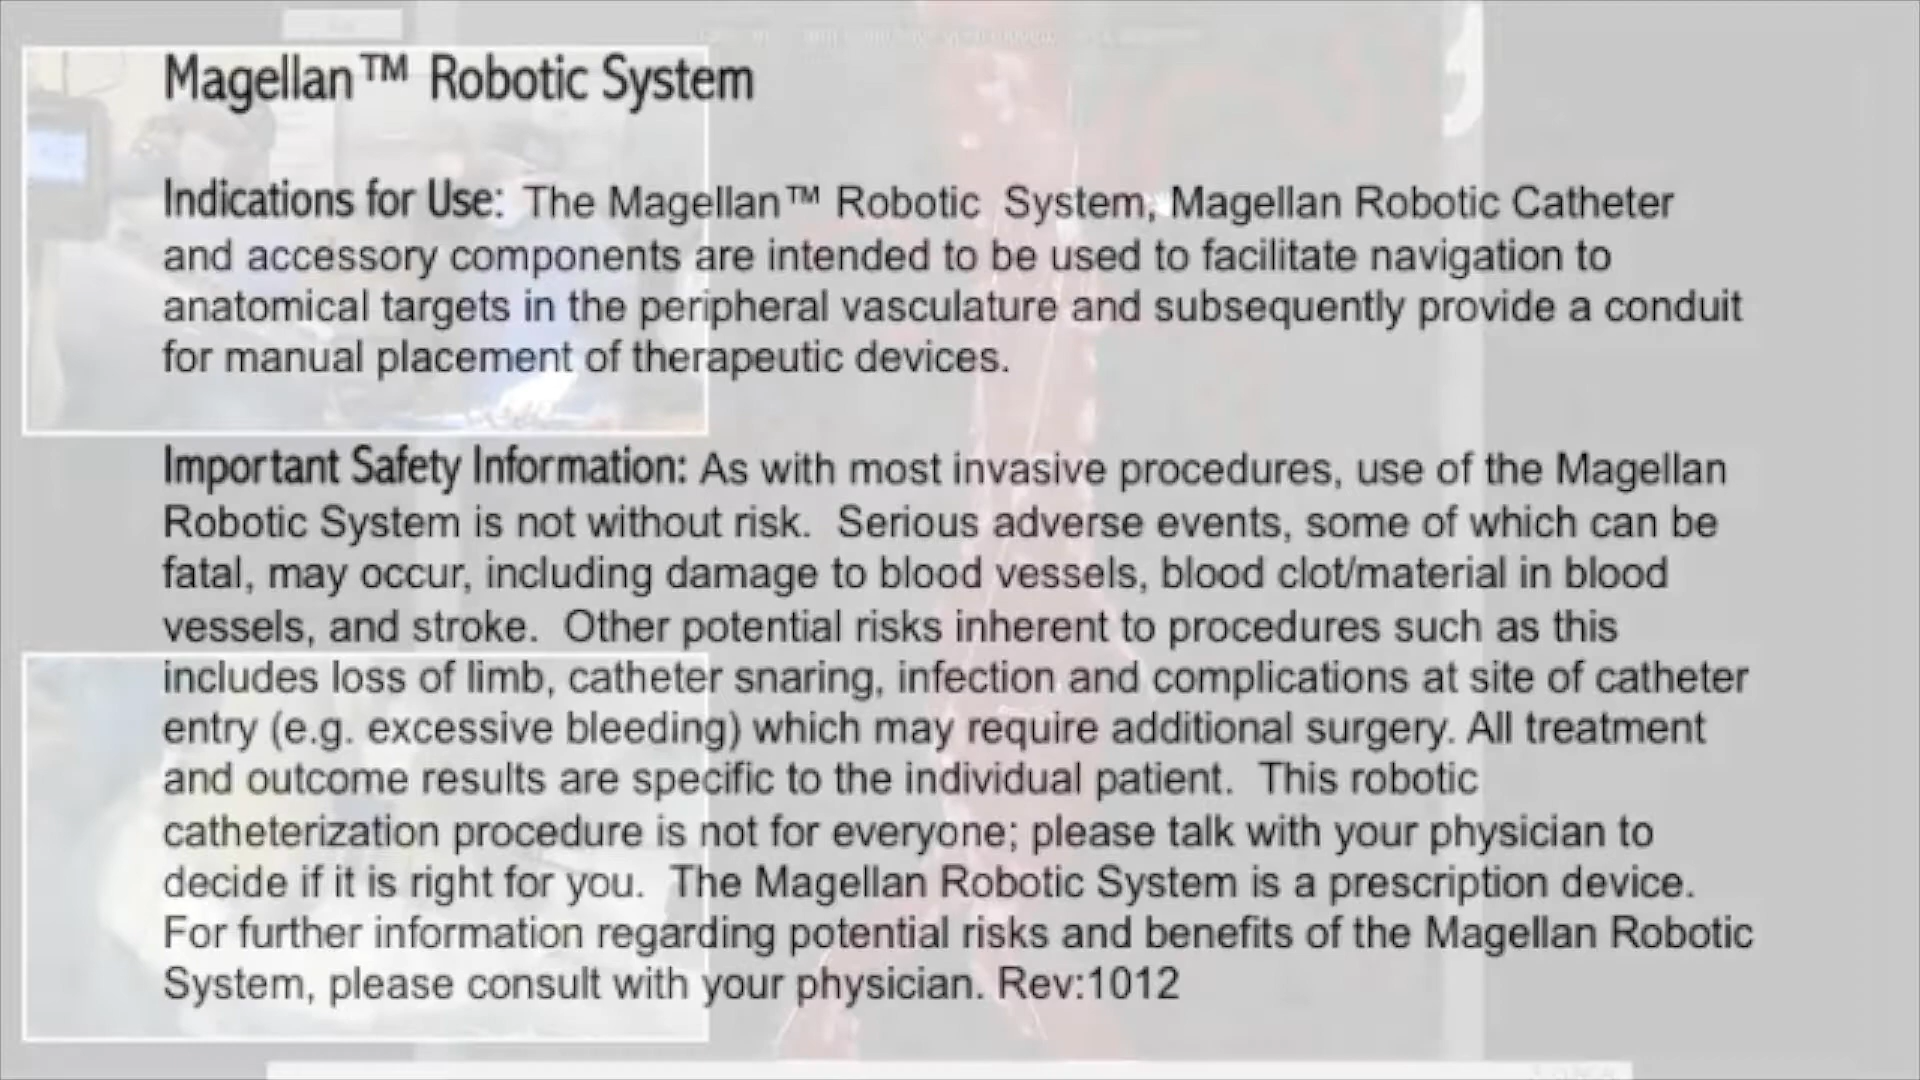 Magellan™ Robotic System
Indications for Use: The Magellan™ Robotic System, Magellan Robotic Catheter
and accessory components are intended to be used to facilitate navigation to
anatomical targets in the peripheral vasculature and subsequently provide a conduit
for manual placement of therapeutic devices.
Important Safety Information: As with most invasive procedures, use of the Magellan
Robotic System is not without risk. Serious adverse events, some of which can be
fatal, may occur, including damage to blood vessels, blood clot/material in blood
vessels, and stroke. Other potential risks inherent to procedures such as this
includes loss of limb, catheter snaring, infection and complications at site of catheter
entry (e.g. excessive bleeding) which may require additional surgery. All treatment
and outcome results are specific to the individual patient. This robotic
catheterization procedure is not for everyone; please talk with your physician to
decide if it is right for you. The Magellan Robotic System is a prescription device.
For further information regarding potential risks and benefits of the Magellan Robotic
System, please consult with your physician. Rev:1012